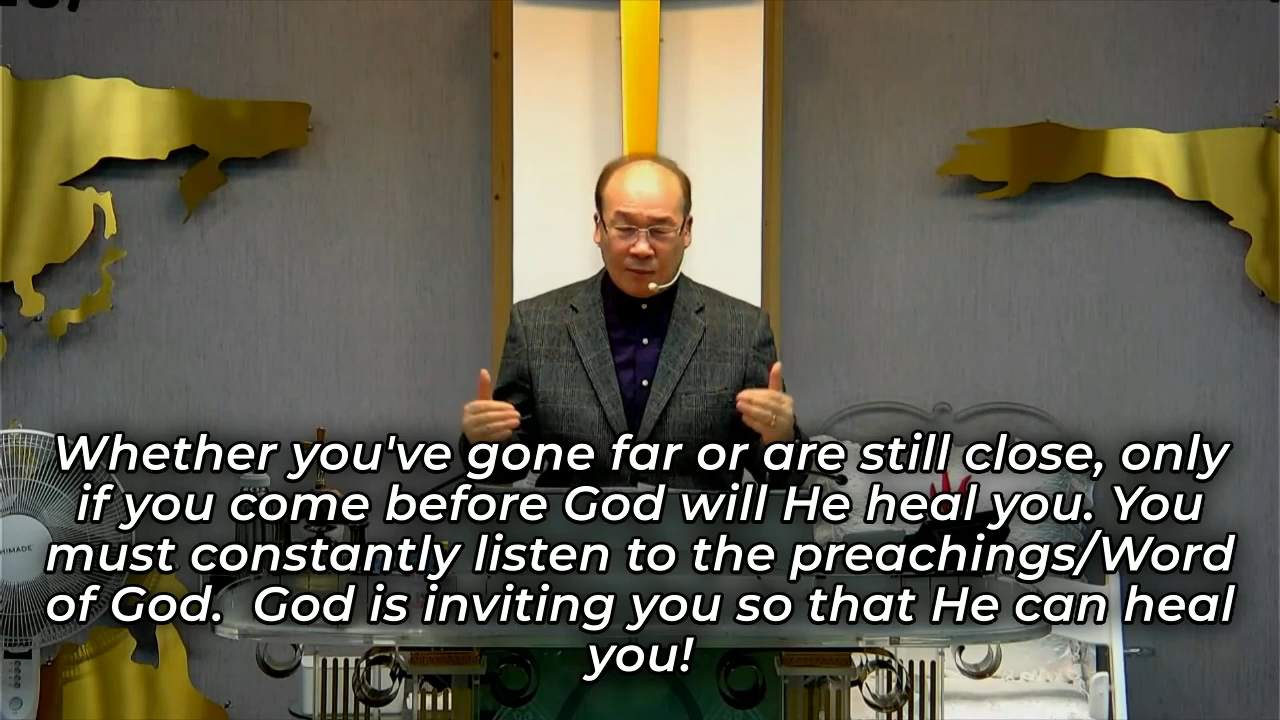 Whether you've gone far or are still close, only
if you come before God will He heal you. You
must constantly listen to the preachings/Word
of God.  God is inviting you so that He can heal
you!